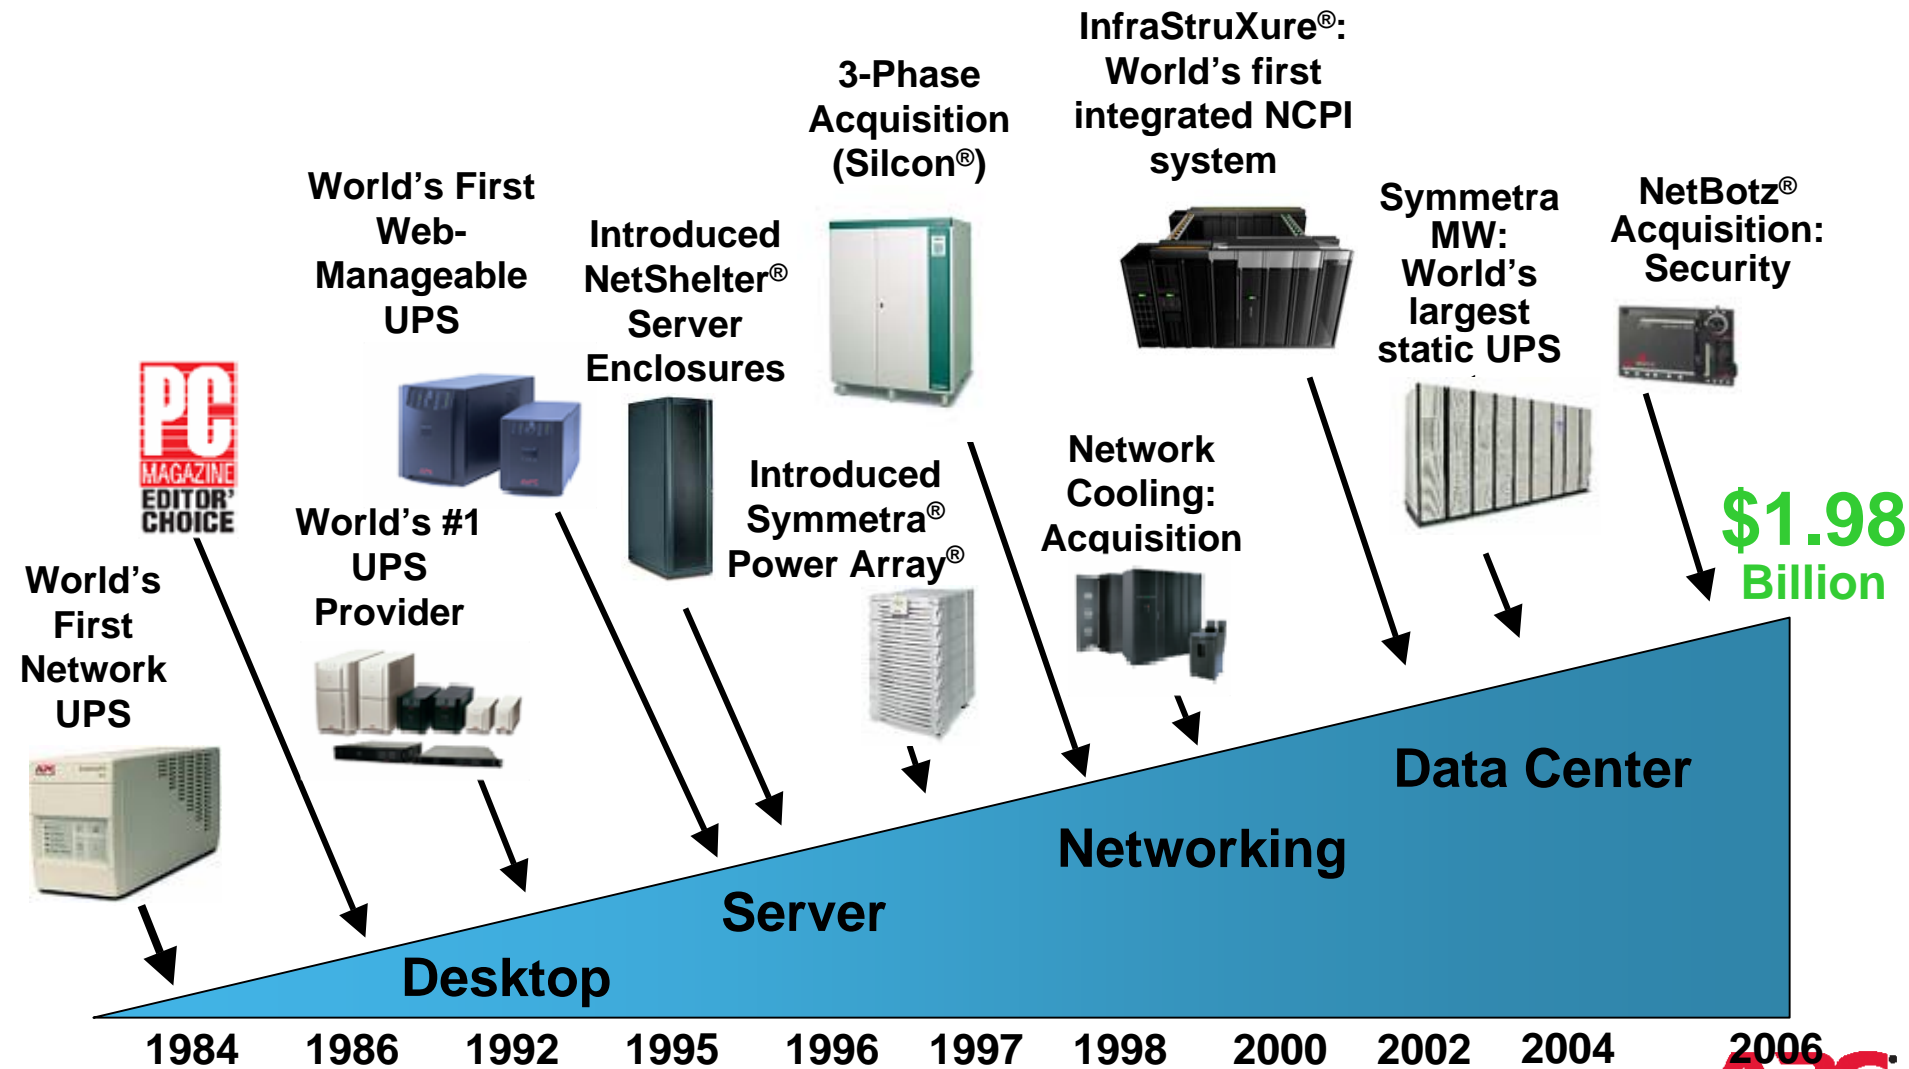 InfraStruXure®:
World's first
integrated NCPI
system
3-Phase
Acquisition
(Silcon®)
World's First
Web-
Manageable
UPS
Introduced
NetShelter®
Server
Enclosures
Symmetra
MW:
World's
largest
static UPS
NetBotz®
Acquisition:
Security
PC
MAGAZINE
EDITOR'
CHOICE
World's #1
UPS
Provider
Introduced
Symmetra®
Power Array®
Network
Cooling:
Acquisition
$1.98
Billion
World's
First
Network
UPS
APC
Data Center
Networking
Server
Desktop
1984 1986 1992 1995 1996 1997 1998 2000 2002 2004 2006